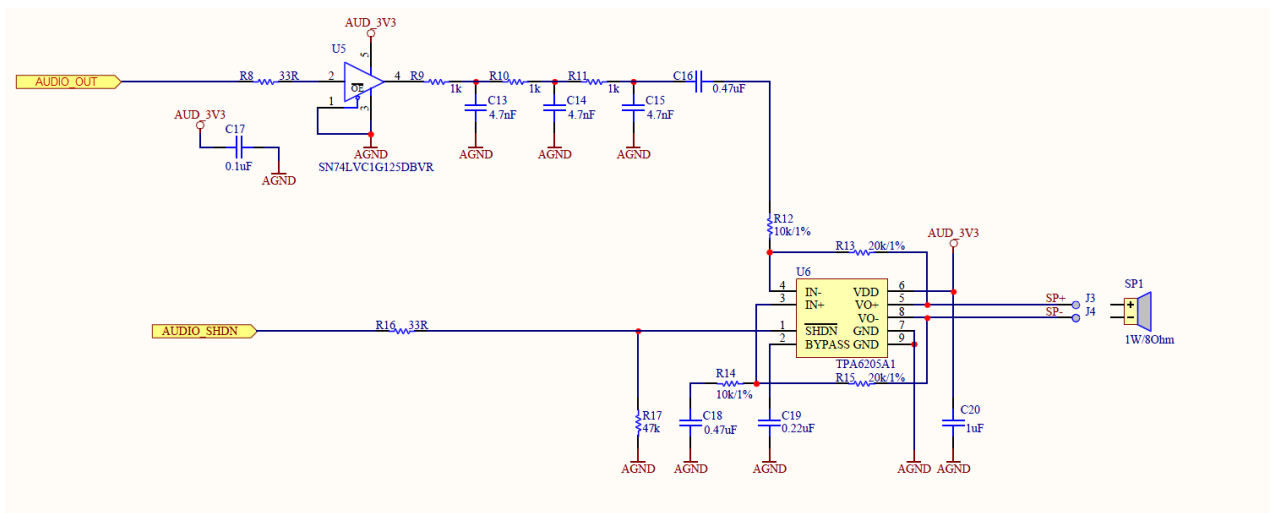 AUD_3V3
U5
AUDIO_OUT
R8 33R
2
5
OE
4
1
3
R9
1k
R10
1k
R11
1k
C16
0.47uF
C13
4.7nF
C14
4.7nF
C15
4.7nF
AUD_3V3
C17
0.1uF
AGND
AGND
SN74LVC1G125DBVR
AGND
AGND
AGND
R12
10k/1%
R13 20k/1%
AUD_3V3
U6
4 IN-
3 IN+
1 SHDN
2 BYPASS
VDD 6
VO+ 5
VO- 8
GND 7
GND 9
TPA6205A1
SP+
J3
SP-
J4
SP1
+
-
1W/8Ohm
AUDIO_SHDN
R16 33R
R14
10k/1%
R15 20k/1%
R17
47k
C18
0.47uF
C19
0.22uF
C20
1uF
AGND
AGND
AGND
AGND
AGND